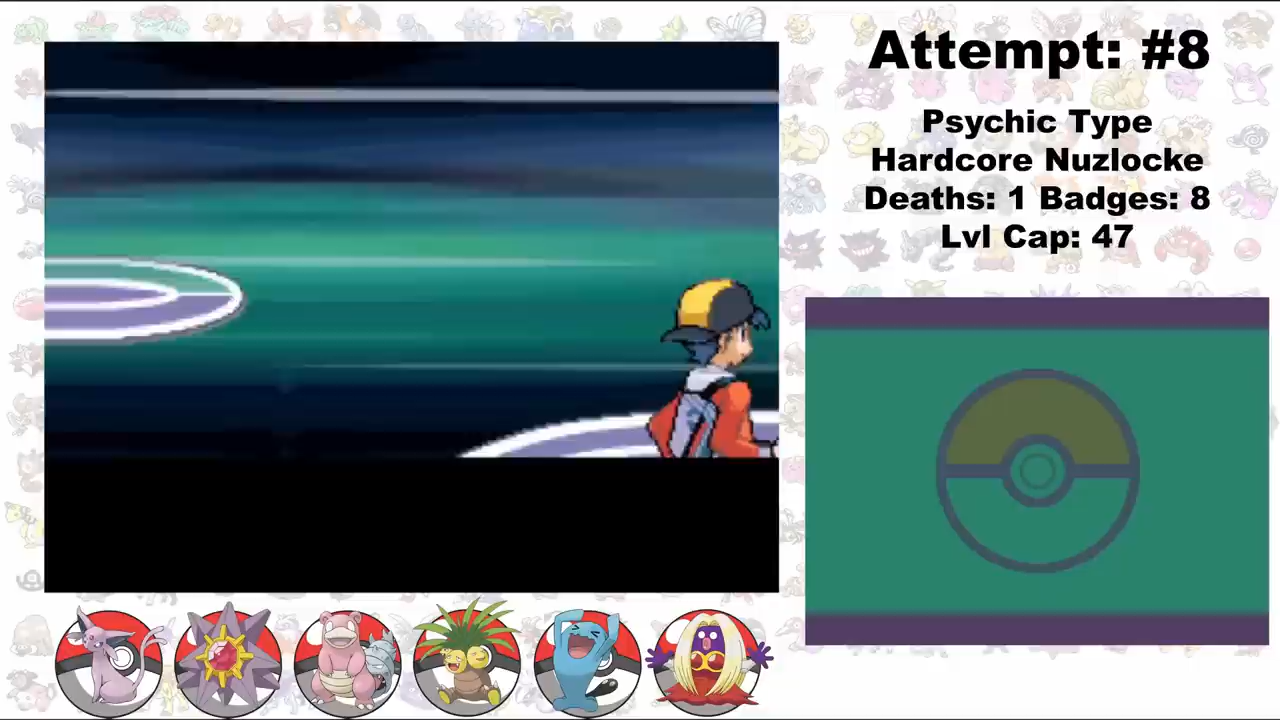 Attempt: #8
Psychic Type
Hardcore Nuzlocke
Deaths: 1 Badges: 8
Lvl Cap: 47